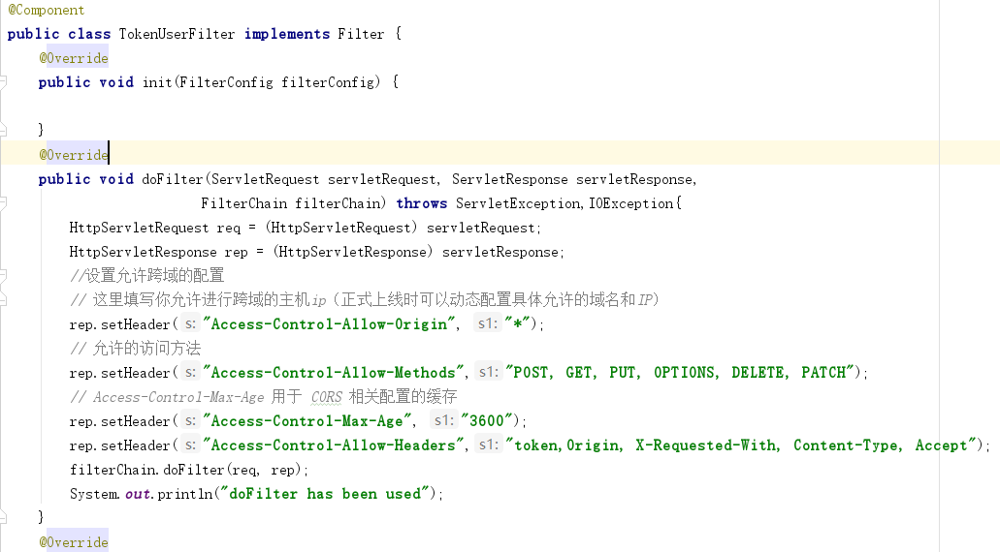 @Component
public class TokenUserFilter implements Filter {
@Override
public void init(FilterConfig filterConfig) {
}
@Override
public void doFilter(ServletRequest servletRequest, ServletResponse servletResponse,
FilterChain filterChain) throws ServletException,IOException{
HttpServletRequest req = (HttpServletRequest) servletRequest;
HttpServletResponse rep = (HttpServletResponse) servletResponse;
//设置允许跨域的配置
// 这里填写你允许进行跨域的主机ip（正式上线时可以动态配置具体允许的域名和IP）
rep.setHeader( s: "Access-Control-Allow-Origin", s1: "*");
// 允许的访问方法
rep.setHeader( s: "Access-Control-Allow-Methods", s1: "POST, GET, PUT, OPTIONS, DELETE, PATCH");
// Access-Control-Max-Age 用于 CORS 相关配置的缓存
rep.setHeader( s: "Access-Control-Max-Age", s1: "3600");
rep.setHeader( s: "Access-Control-Allow-Headers", s1: "token,Origin, X-Requested-With, Content-Type, Accept");
filterChain.doFilter(req, rep);
System.out.println("doFilter has been used");
}
@Override